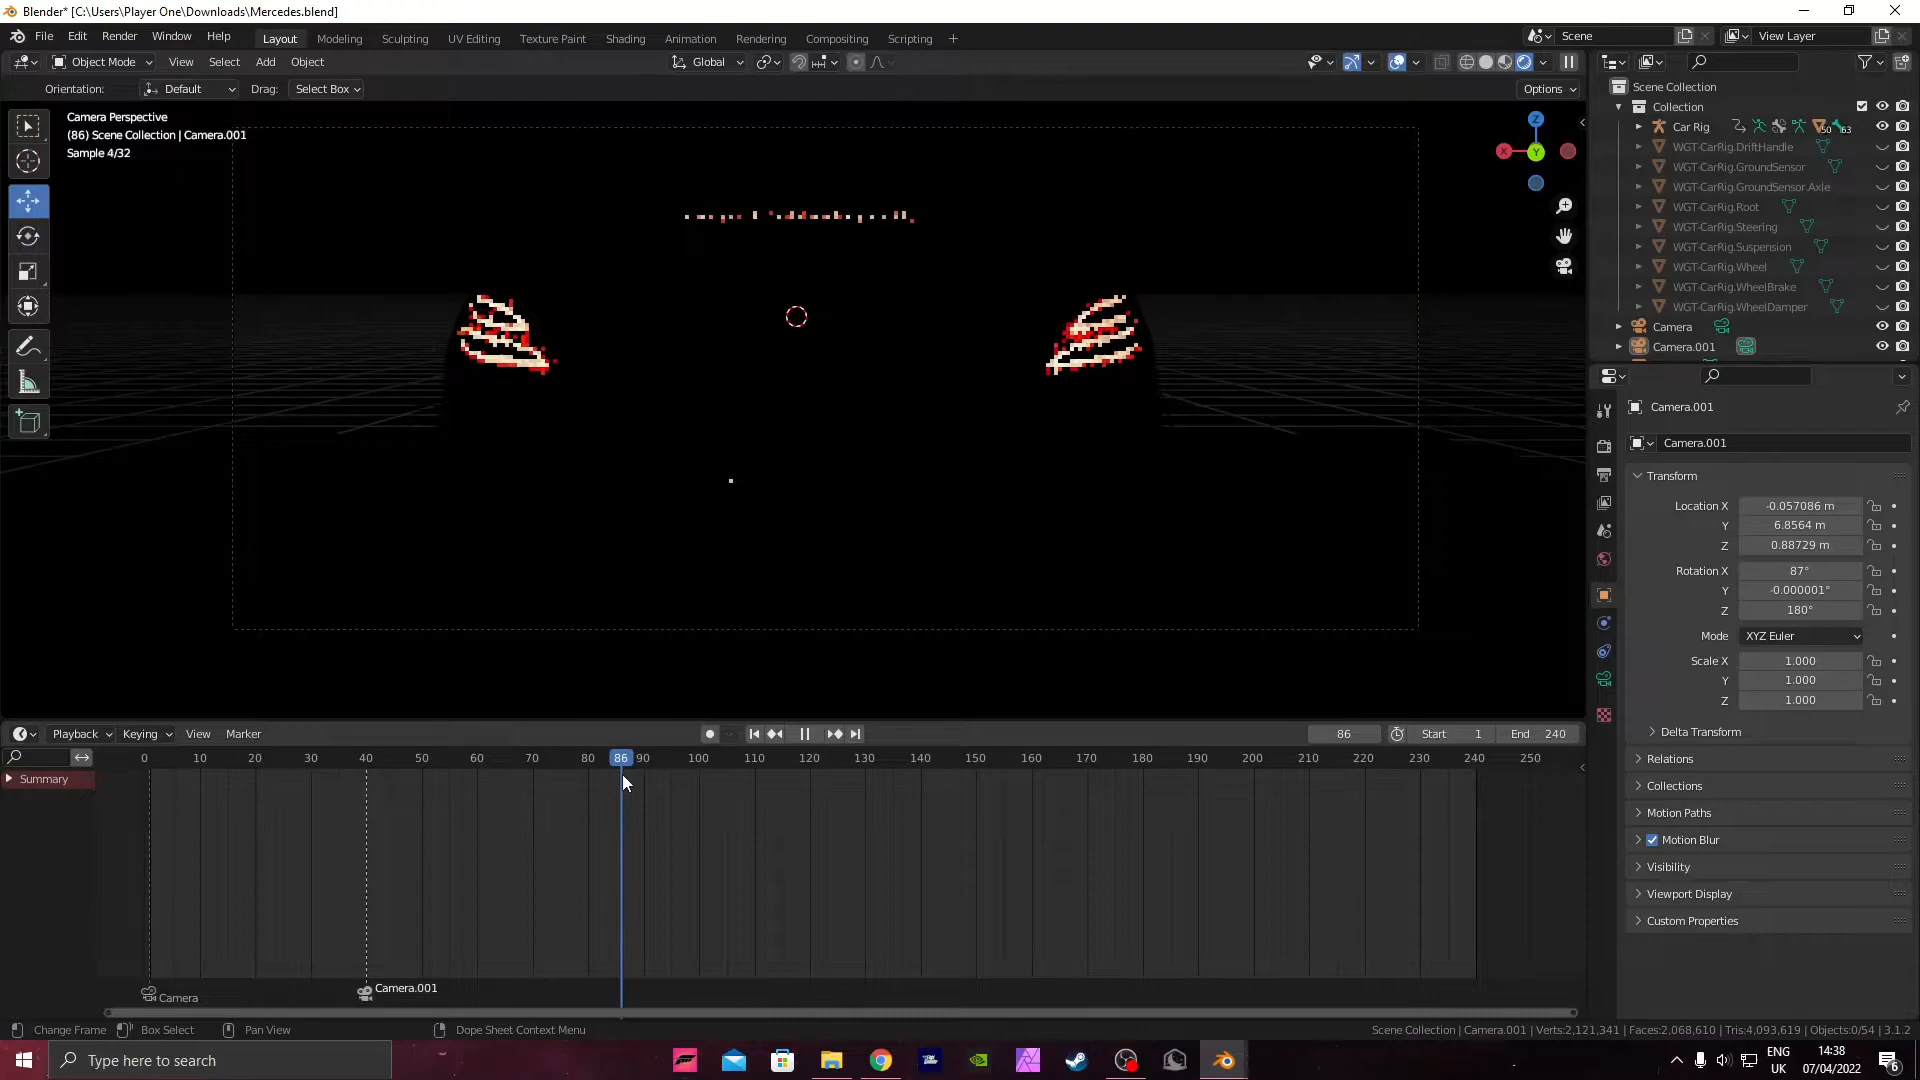 Blender* [C:\Users\Player One\Downloads\Mercedes.blend]
File Edit Render Window Help
Layout Modeling Sculpting UV Editing Texture Paint Shading Animation Rendering Compositing Scripting +
Scene
View Layer
Object Mode View Select Add Object
Global
Orientation: Default Drag: Select Box
Options
Camera Perspective
(86) Scene Collection | Camera.001
Sample 4/32
Z
X
Y
Scene Collection
Collection
Car Rig 50 63
WGT-CarRig.DriftHandle
WGT-CarRig.GroundSensor
WGT-CarRig.GroundSensor.Axle
WGT-CarRig.Root
WGT-CarRig.Steering
WGT-CarRig.Suspension
WGT-CarRig.Wheel
WGT-CarRig.WheelBrake
WGT-CarRig.WheelDamper
Camera
Camera.001
Camera.001
Camera.001
Transform
Location X -0.057086 m
Y 6.8564 m
Z 0.88729 m
Rotation X 87°
Y -0.000001°
Z 180°
Mode XYZ Euler
Scale X 1.000
Y 1.000
Z 1.000
Delta Transform
Relations
Collections
Motion Paths
Motion Blur
Visibility
Viewport Display
Custom Properties
Playback Keying View Marker
86 Start 1 End 240
0 10 20 30 40 50 60 70 80 86 90 100 110 120 130 140 150 160 170 180 190 200 210 220 230 240 250
Summary
Camera
Camera.001
Change Frame Box Select Pan View Dope Sheet Context Menu
Scene Collection | Camera.001 | Verts:2,121,341 | Faces:2,068,610 | Tris:4,093,619 | Objects:0/54 | 3.1.2
Type here to search
ENG
UK
14:38
07/04/2022
6